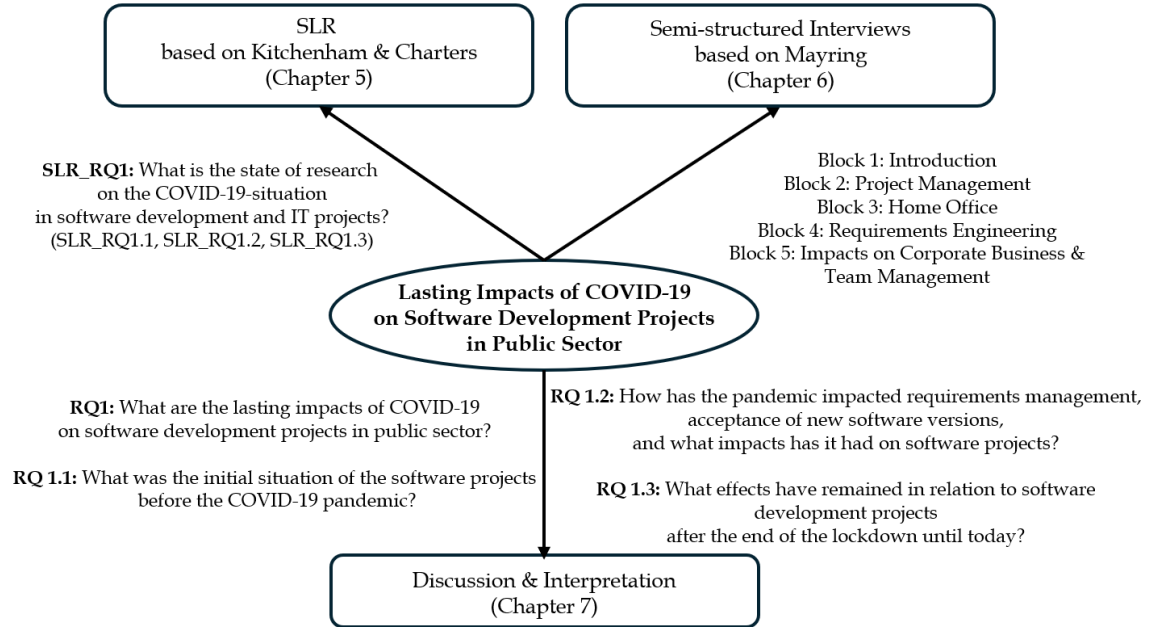 SLR
based on Kitchenham & Charters
(Chapter 5)
Semi-structured Interviews
based on Mayring
(Chapter 6)
SLR_RQ1: What is the state of research
on the COVID-19-situation
in software development and IT projects?
(SLR_RQ1.1, SLR_RQ1.2, SLR_RQ1.3)
Block 1: Introduction
Block 2: Project Management
Block 3: Home Office
Block 4: Requirements Engineering
Block 5: Impacts on Corporate Business &
Team Management
Lasting Impacts of COVID-19
on Software Development Projects
in Public Sector
RQ1: What are the lasting impacts of COVID-19
on software development projects in public sector?
RQ 1.1: What was the initial situation of the software projects
before the COVID-19 pandemic?
RQ 1.2: How has the pandemic impacted requirements management,
acceptance of new software versions,
and what impacts has it had on software projects?
RQ 1.3: What effects have remained in relation to software
development projects
after the end of the lockdown until today?
Discussion & Interpretation
(Chapter 7)